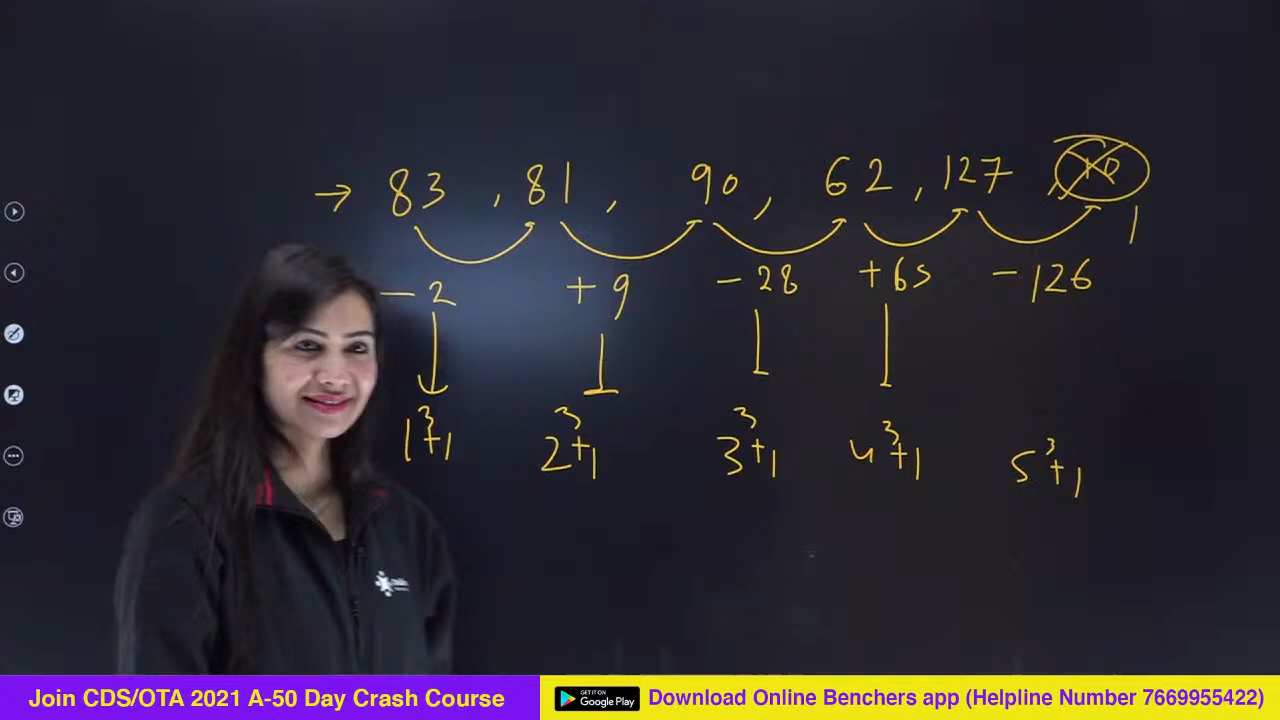 → 83 , 81 , 90 , 62 , 127 ,
1
- 2 + 9 - 28 + 65 - 126
1³+1 2³+1 3³+1 4³+1 5³+1
Join CDS/OTA 2021 A-50 Day Crash Course
GET IT ON
Google Play
Download Online Benchers app (Helpline Number 7669955422)